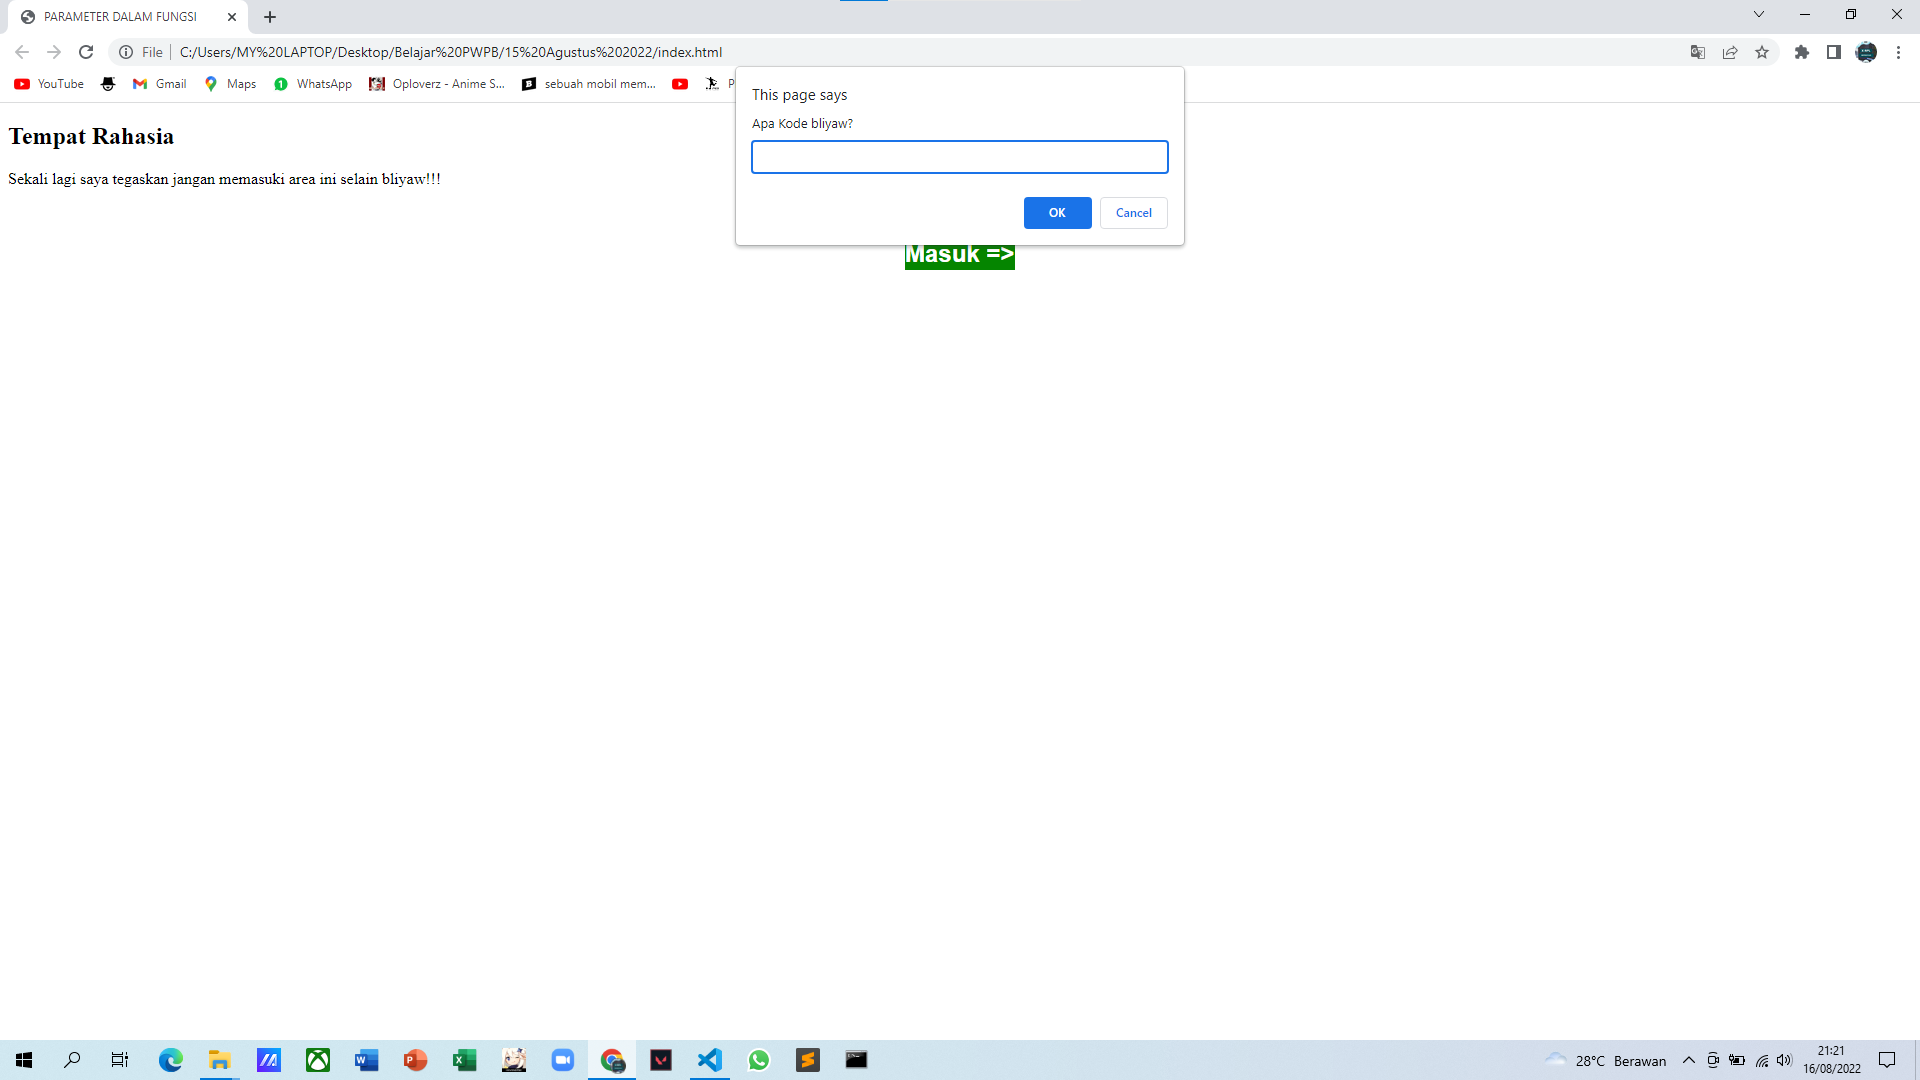 PARAMETER DALAM FUNGSI
File
C:/Users/MY%20LAPTOP/Desktop/Belajar%20PWPB/15%20Agustus%202022/index.html
YouTube
Gmail
Maps
WhatsApp
Oploverz - Anime S...
sebuah mobil mem...
P
This page says
Apa Kode bliyaw?
OK
Cancel
Tempat Rahasia
Sekali lagi saya tegaskan jangan memasuki area ini selain bliyaw!!!
Masuk =>
28°C Berawan
21:21
16/08/2022